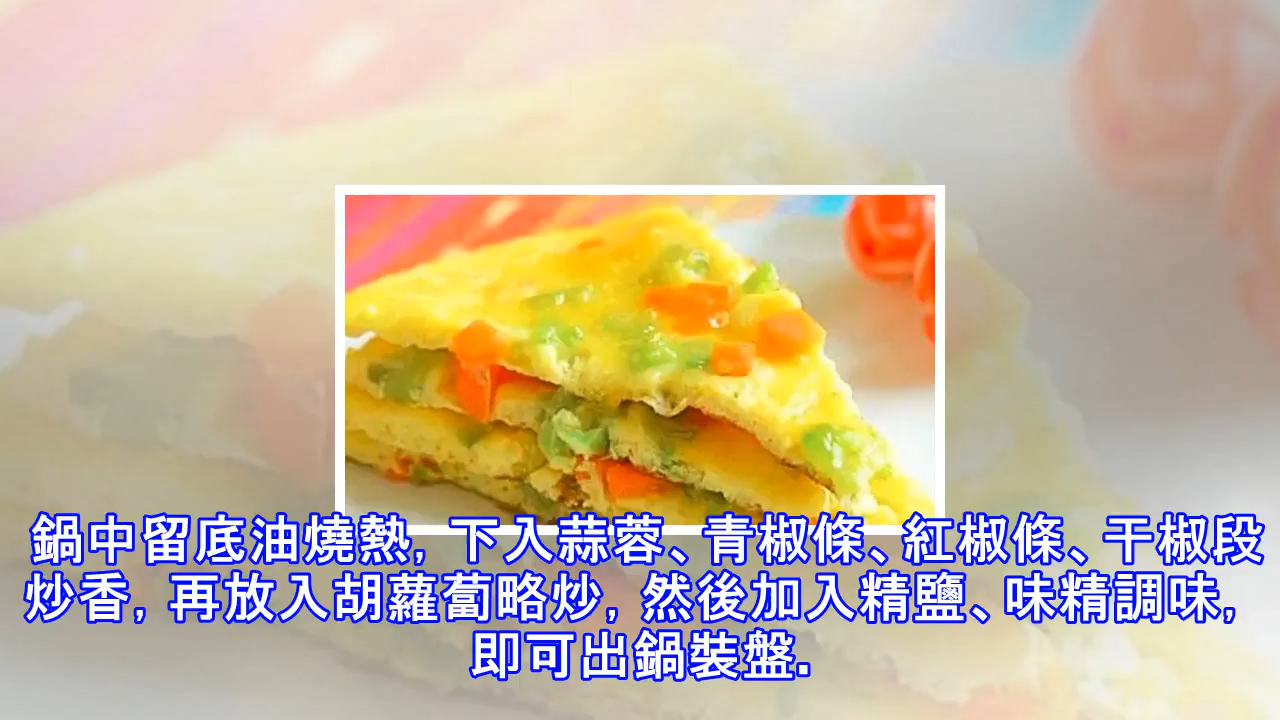 鍋中留底油燒熱, 下入蒜蓉、青椒條、紅椒條、干椒段
炒香, 再放入胡蘿蔔略炒, 然後加入精鹽、味精調味,
即可出鍋裝盤.